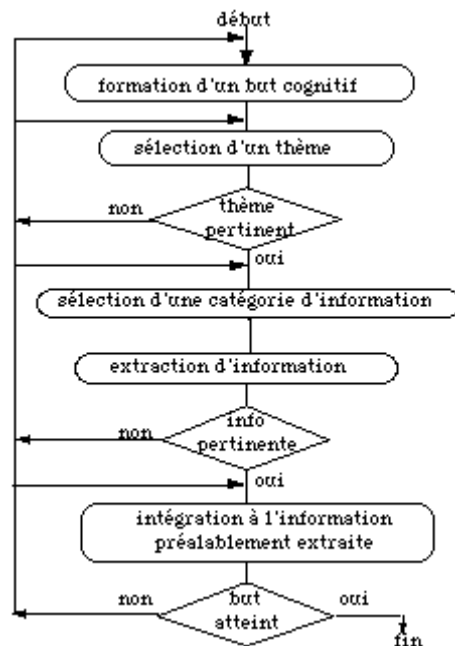 début
formation d'un but cognitif
sélection d'un thème
non
thème
pertinent
oui
sélection d'une catégorie d'information
extraction d'information
non
info
pertinente
oui
intégration à l'information
préalablement extraite
non
but
atteint
oui
fin